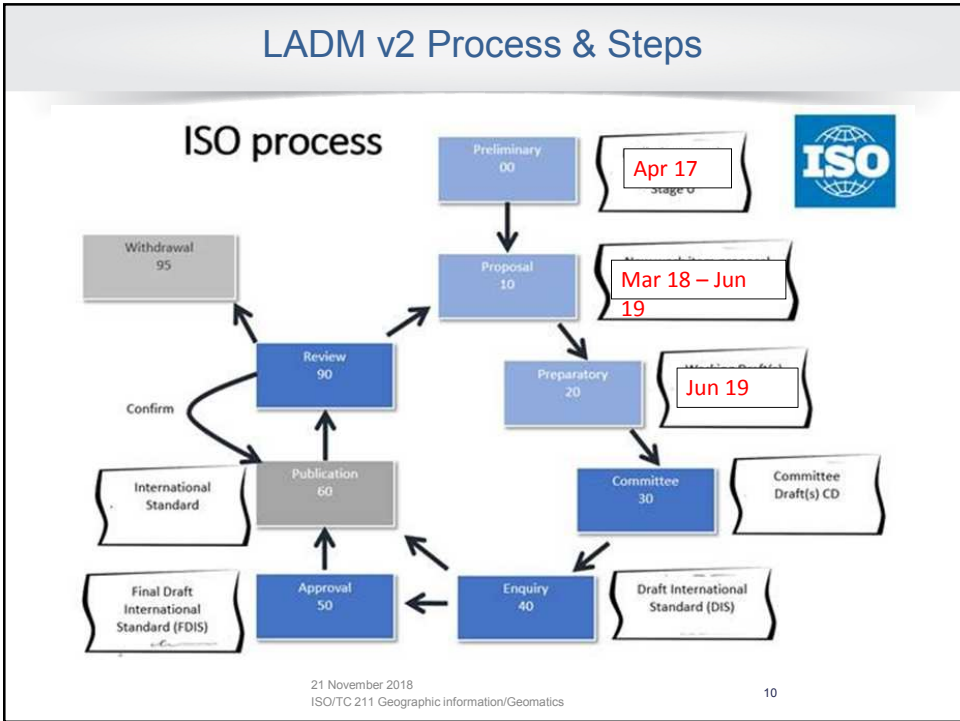 LADM v2 Process & Steps
ISO process
Preliminary
00
Apr 17
Stage 0
ISO
Withdrawal
95
Proposal
10
Mar 18 – Jun
19
Review
90
Preparatory
20
Jun 19
Confirm
Publication
60
International
Standard
Committee
30
Committee
Draft(s) CD
Final Draft
International
Standard (FDIS)
Approval
50
Enquiry
40
Draft International
Standard (DIS)
21 November 2018
ISO/TC 211 Geographic information/Geomatics
10